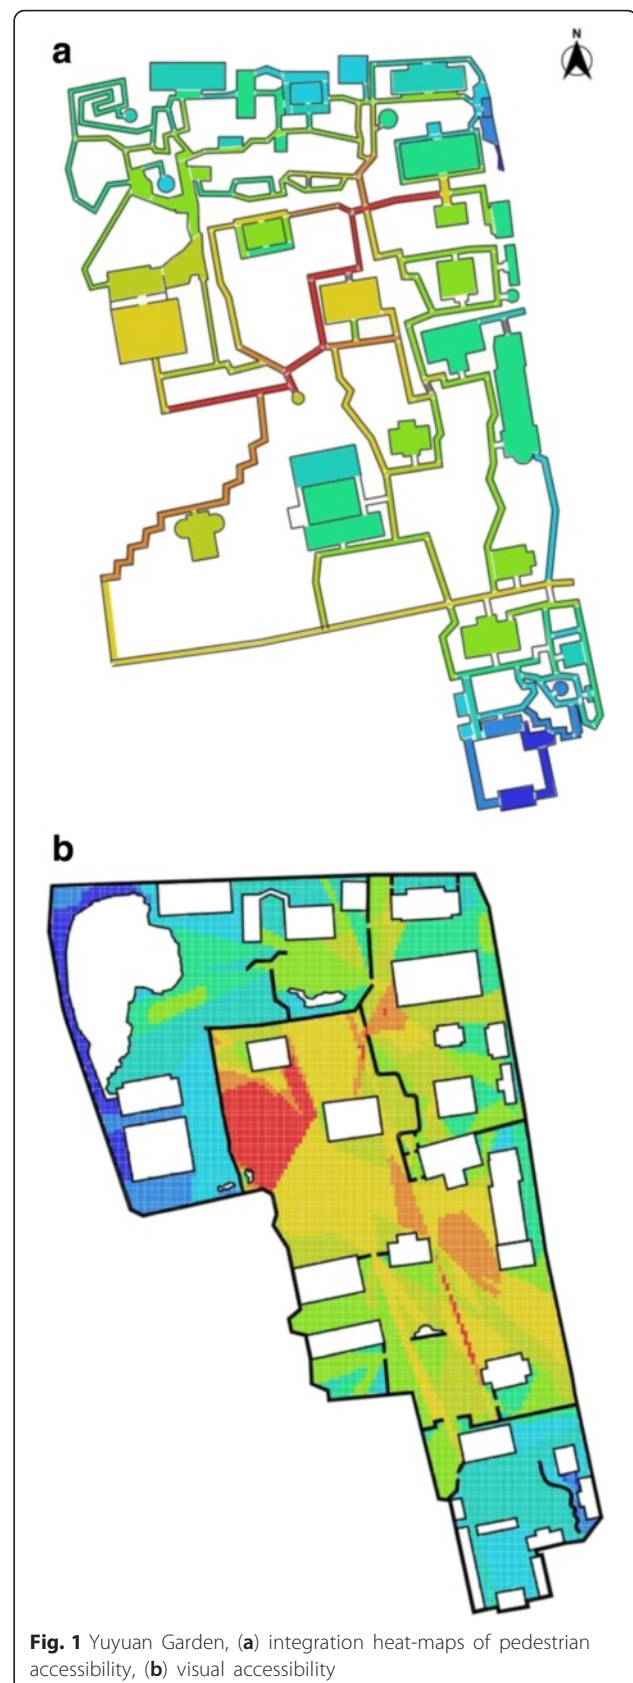 a
N
b
Fig. 1 Yuyuan Garden, (a) integration heat-maps of pedestrian
accessibility, (b) visual accessibility